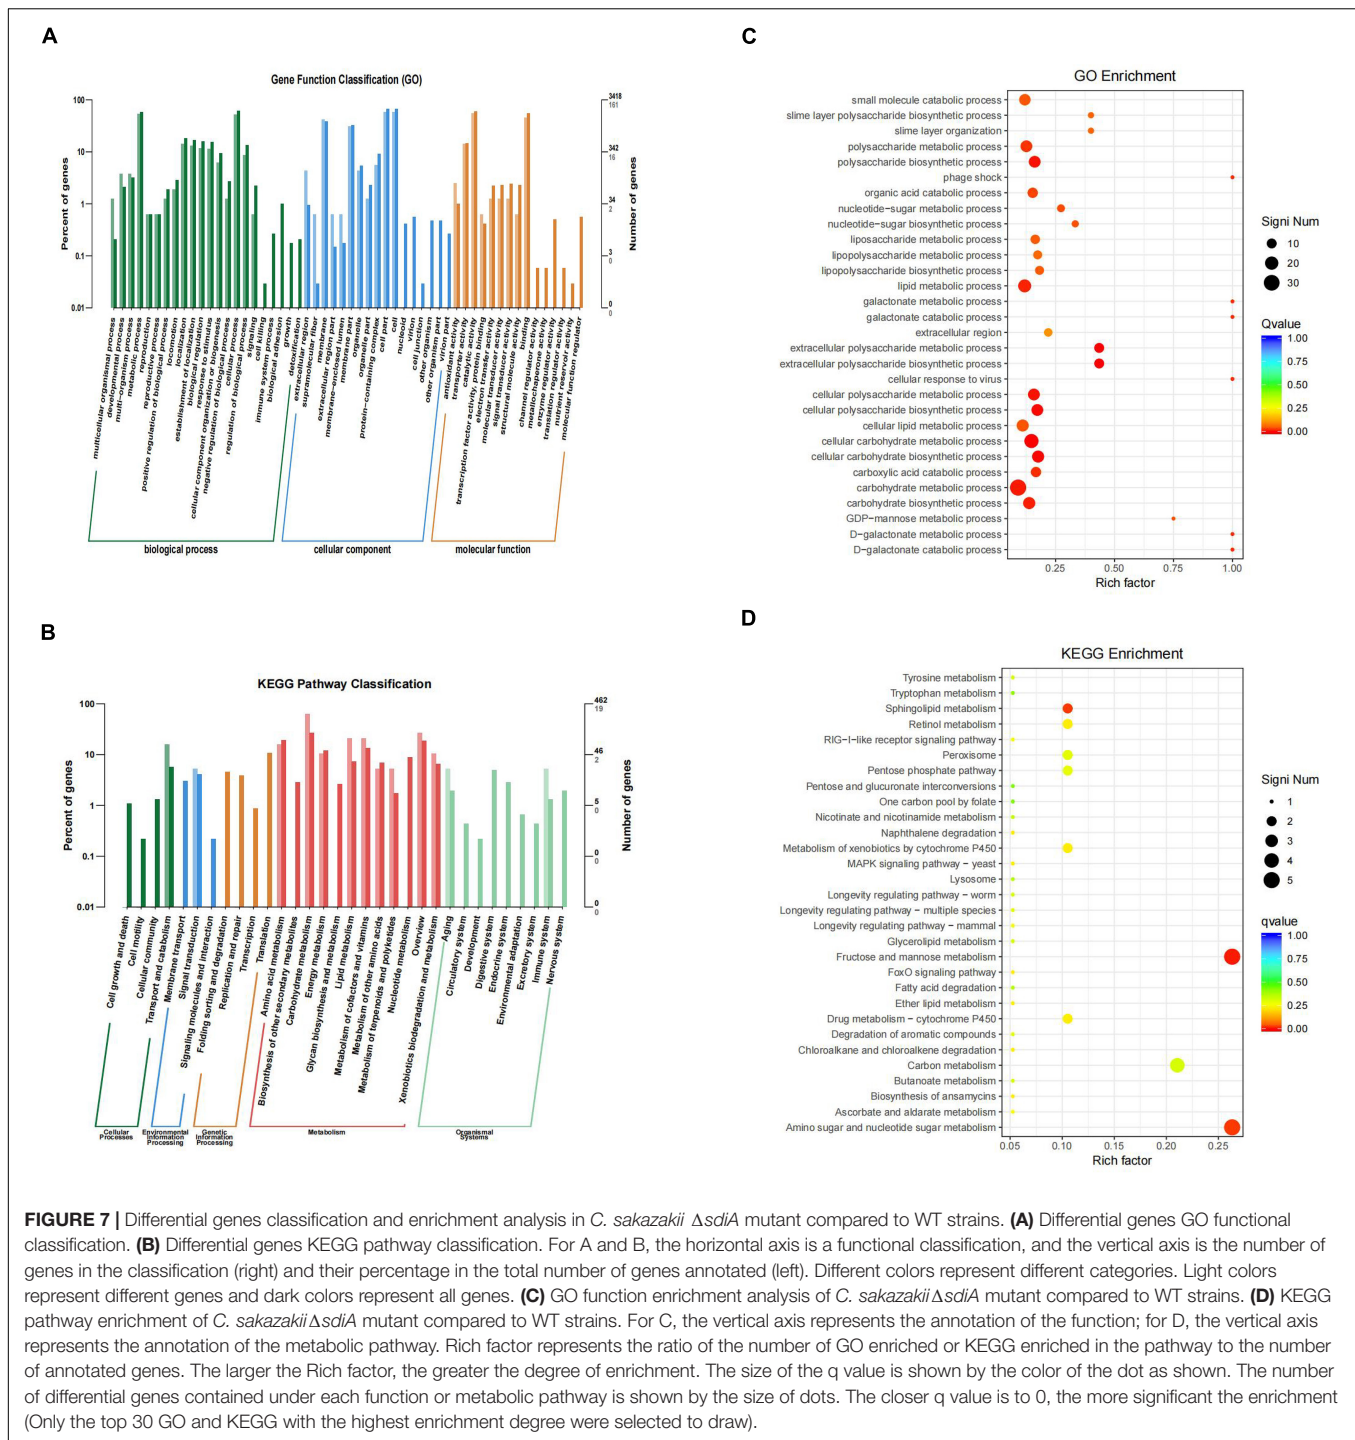 A
Gene Function Classification (GO)
Percent of genes
100
10
1
0.1
0.01
3418
161
342
16
34
2
3
0
0
0
Number of genes
multicellular organismal process
developmental process
multi-organism process
metabolic process
reproduction
reproductive process
positive regulation of biological process
locomotion
localization
establishment of localization
biological regulation
response to stimulus
cellular component organization or biogenesis
negative regulation of biological process
cellular process
regulation of biological process
signaling
cell killing
immune system process
biological adhesion
growth
detoxification
extracellular region
supramolecular fiber
membrane
extracellular region part
membrane-enclosed lumen
membrane part
organelle
organelle part
protein-containing complex
cell part
cell
nucleoid
virion
cell junction
other organism
other organism part
virion part
antioxidant activity
transporter activity
catalytic activity
transcription factor activity, protein binding
electron transfer activity
molecular transducer activity
signal transducer activity
structural molecule activity
binding
channel regulator activity
metallochaperone activity
enzyme regulator activity
translation regulator activity
nutrient reservoir activity
molecular function regulator
biological process
cellular component
molecular function
B
KEGG Pathway Classification
Percent of genes
100
10
1
0.1
0.01
462
19
46
2
5
0
0
0
0
0
Number of genes
Cell growth and death
Cell motility
Cellular community
Transport and catabolism
Membrane transport
Signal transduction
Signaling molecules and interaction
Folding sorting and degradation
Replication and repair
Transcription
Translation
Amino acid metabolism
Biosynthesis of other secondary metabolites
Carbohydrate metabolism
Energy metabolism
Glycan biosynthesis and metabolism
Lipid metabolism
Metabolism of cofactors and vitamins
Metabolism of other amino acids
Metabolism of terpenoids and polyketides
Nucleotide metabolism
Overview
Xenobiotics biodegradation and metabolism
Aging
Circulatory system
Development
Digestive system
Endocrine system
Environmental adaptation
Excretory system
Immune system
Nervous system
Cellular
Processes
Environmental
Information
Processing
Genetic
Information
Processing
Metabolism
Organismal
Systems
C
GO Enrichment
small molecule catabolic process
slime layer polysaccharide biosynthetic process
slime layer organization
polysaccharide metabolic process
polysaccharide biosynthetic process
phage shock
organic acid catabolic process
nucleotide−sugar metabolic process
nucleotide−sugar biosynthetic process
liposaccharide metabolic process
lipopolysaccharide metabolic process
lipopolysaccharide biosynthetic process
lipid metabolic process
galactonate metabolic process
galactonate catabolic process
extracellular region
extracellular polysaccharide metabolic process
extracellular polysaccharide biosynthetic process
cellular response to virus
cellular polysaccharide metabolic process
cellular polysaccharide biosynthetic process
cellular lipid metabolic process
cellular carbohydrate metabolic process
cellular carbohydrate biosynthetic process
carboxylic acid catabolic process
carbohydrate metabolic process
carbohydrate biosynthetic process
GDP−mannose metabolic process
D−galactonate metabolic process
D−galactonate catabolic process
0.25 0.50 0.75 1.00
Rich factor
Signi Num
10
20
30
Qvalue
1.00
0.75
0.50
0.25
0.00
D
KEGG Enrichment
Tyrosine metabolism
Tryptophan metabolism
Sphingolipid metabolism
Retinol metabolism
RIG−I−like receptor signaling pathway
Peroxisome
Pentose phosphate pathway
Pentose and glucuronate interconversions
One carbon pool by folate
Nicotinate and nicotinamide metabolism
Naphthalene degradation
Metabolism of xenobiotics by cytochrome P450
MAPK signaling pathway − yeast
Lysosome
Longevity regulating pathway − worm
Longevity regulating pathway − multiple species
Longevity regulating pathway − mammal
Glycerolipid metabolism
Fructose and mannose metabolism
FoxO signaling pathway
Fatty acid degradation
Ether lipid metabolism
Drug metabolism − cytochrome P450
Degradation of aromatic compounds
Chloroalkane and chloroalkene degradation
Carbon metabolism
Butanoate metabolism
Biosynthesis of ansamycins
Ascorbate and aldarate metabolism
Amino sugar and nucleotide sugar metabolism
0.05 0.10 0.15 0.20 0.25
Rich factor
Signi Num
1
2
3
4
5
qvalue
1.00
0.75
0.50
0.25
0.00
FIGURE 7 | Differential genes classification and enrichment analysis in C. sakazakii ΔsdiA mutant compared to WT strains. (A) Differential genes GO functional
classification. (B) Differential genes KEGG pathway classification. For A and B, the horizontal axis is a functional classification, and the vertical axis is the number of
genes in the classification (right) and their percentage in the total number of genes annotated (left). Different colors represent different categories. Light colors
represent different genes and dark colors represent all genes. (C) GO function enrichment analysis of C. sakazakii ΔsdiA mutant compared to WT strains. (D) KEGG
pathway enrichment of C. sakazakii ΔsdiA mutant compared to WT strains. For C, the vertical axis represents the annotation of the function; for D, the vertical axis
represents the annotation of the metabolic pathway. Rich factor represents the ratio of the number of GO enriched or KEGG enriched in the pathway to the number
of annotated genes. The larger the Rich factor, the greater the degree of enrichment. The size of the q value is shown by the color of the dot as shown. The number
of differential genes contained under each function or metabolic pathway is shown by the size of dots. The closer q value is to 0, the more significant the enrichment
(Only the top 30 GO and KEGG with the highest enrichment degree were selected to draw).